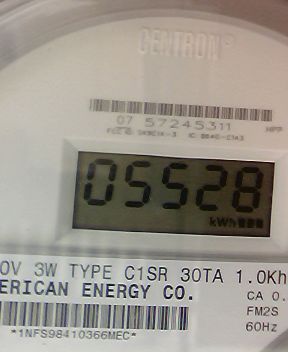 CENTRON®
07 57245311
05528
kWh
0V 3W TYPE C1SR 30TA 1.0Kh
ERICAN ENERGY CO.
CA 0.
FM2S
*1NFS98410366MEC*
60Hz